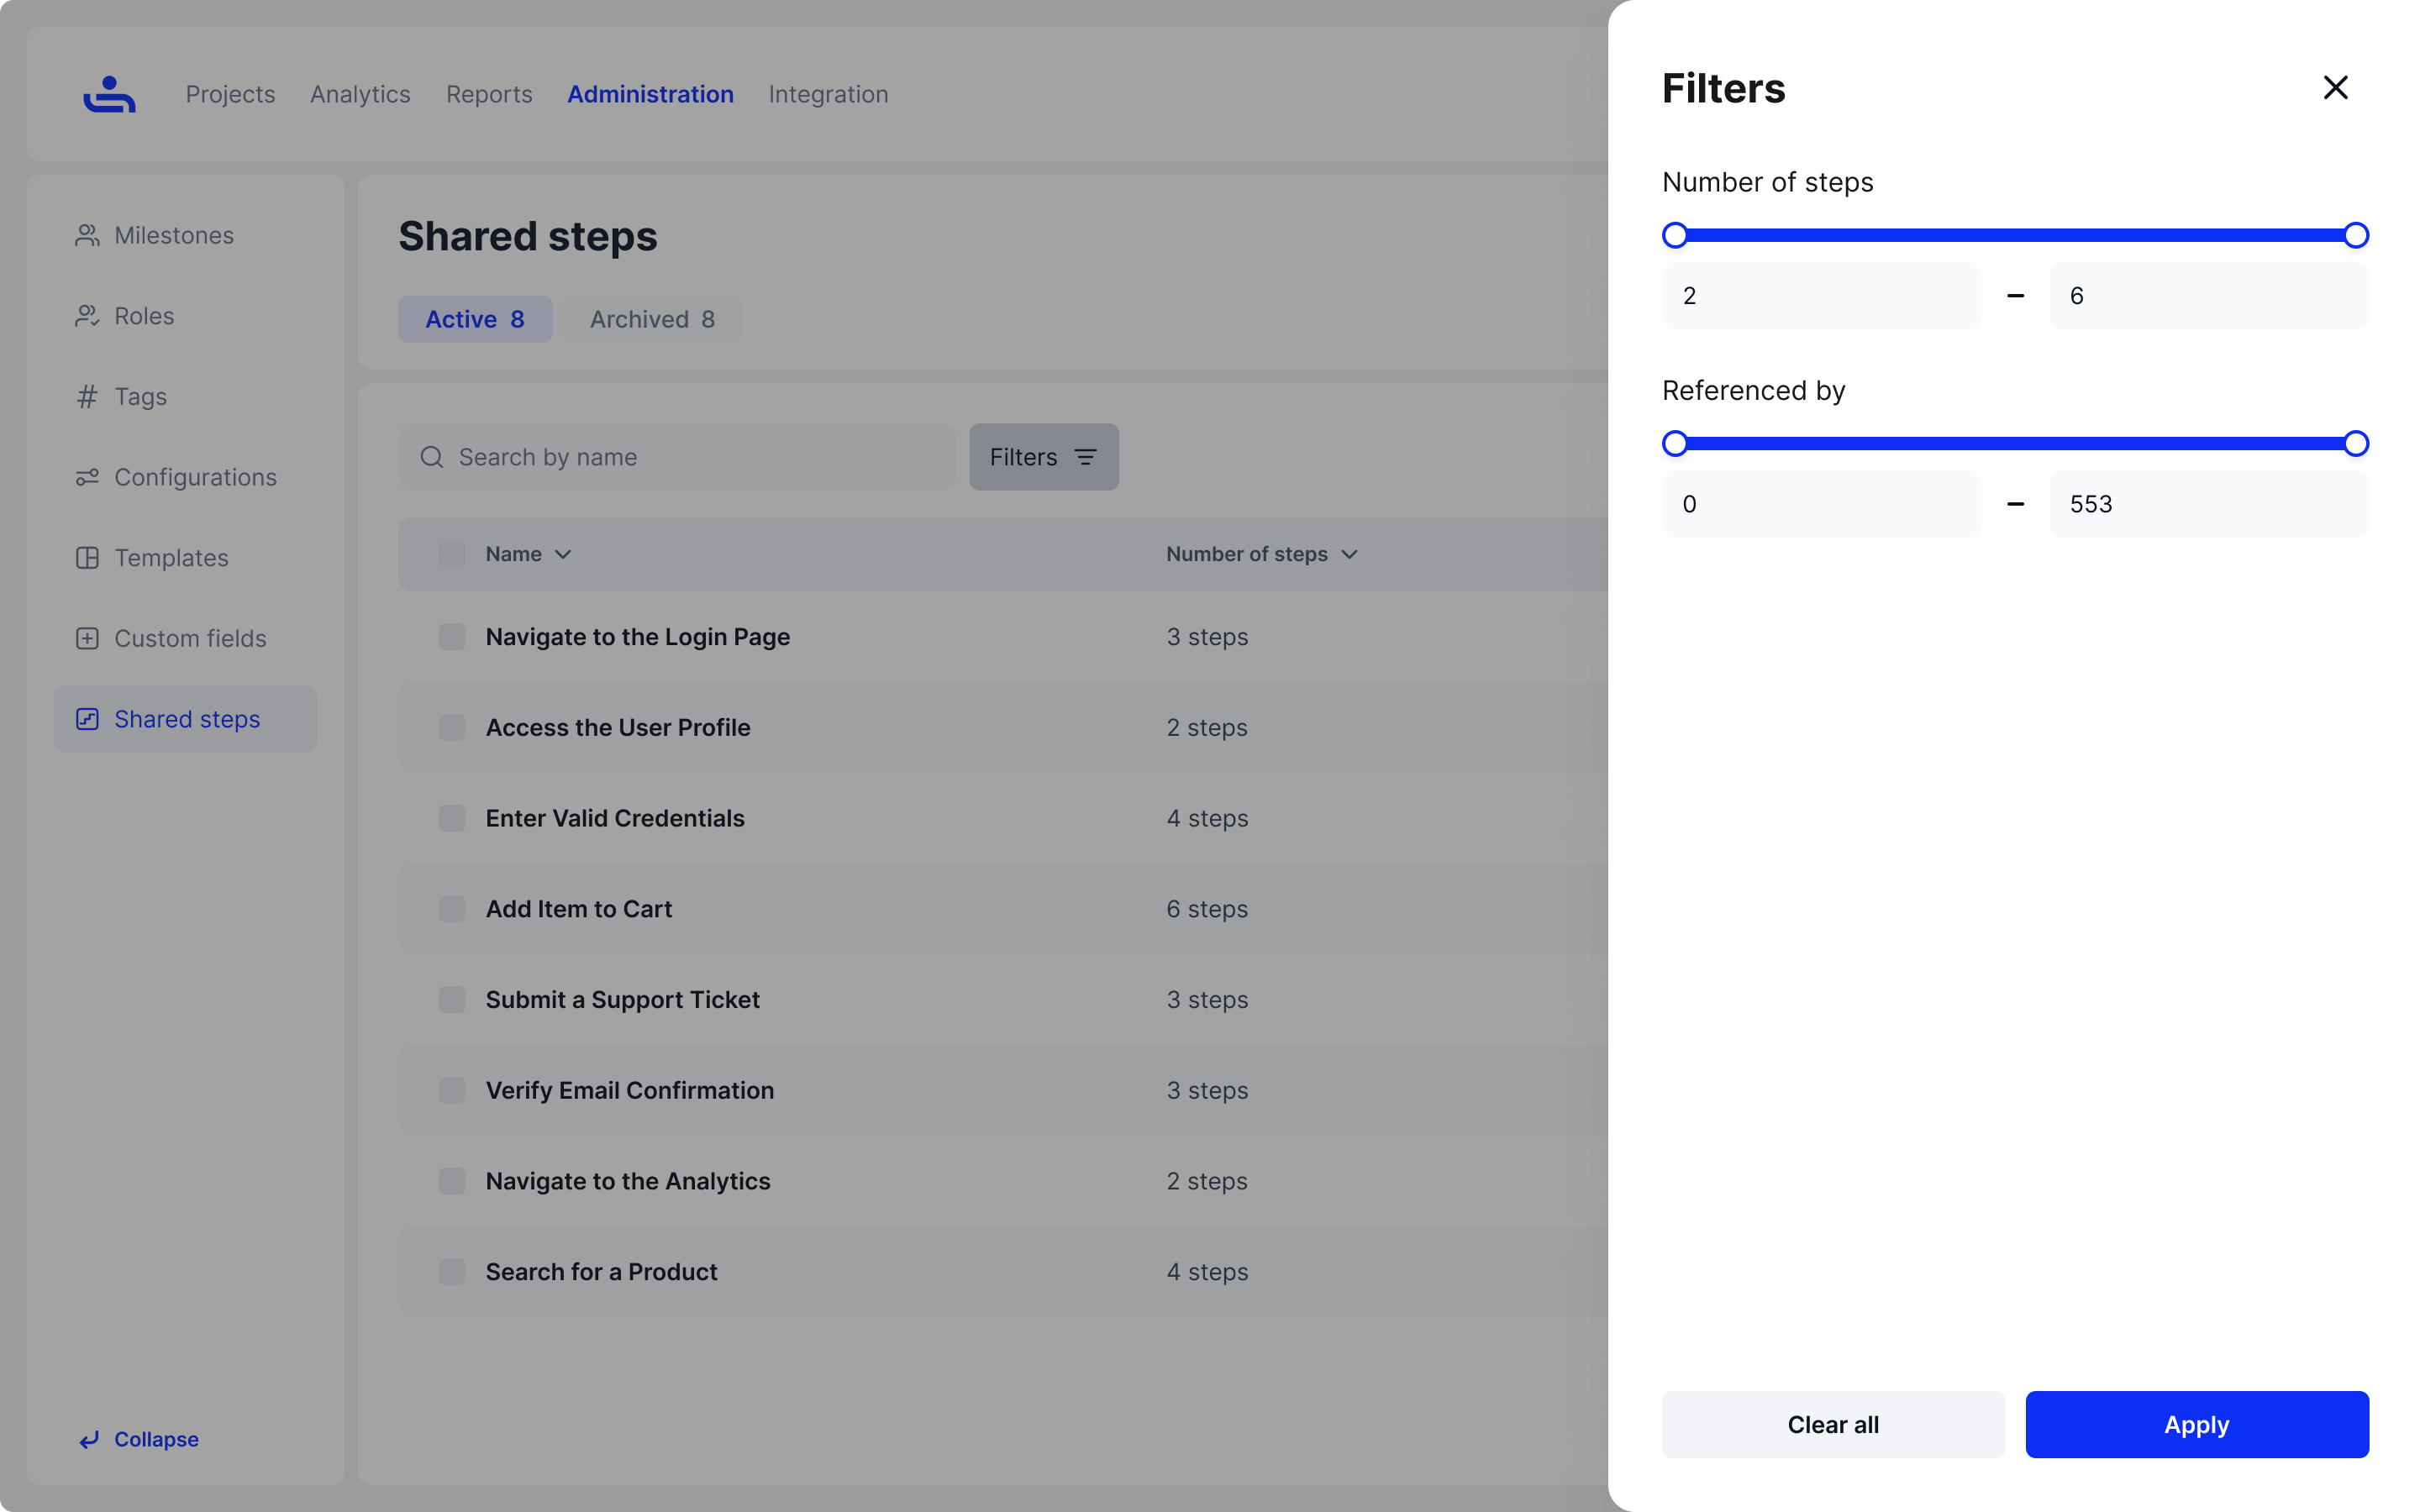 Projects Analytics Reports Administration Integration
Milestones
Roles
Tags
Configurations
Templates
Custom fields
Shared steps
Collapse
Shared steps
Active 8 Archived 8
Search by name Filters
Name Number of steps
Navigate to the Login Page 3 steps
Access the User Profile 2 steps
Enter Valid Credentials 4 steps
Add Item to Cart 6 steps
Submit a Support Ticket 3 steps
Verify Email Confirmation 3 steps
Navigate to the Analytics 2 steps
Search for a Product 4 steps
Filters
Number of steps
2 – 6
Referenced by
0 – 553
Clear all Apply